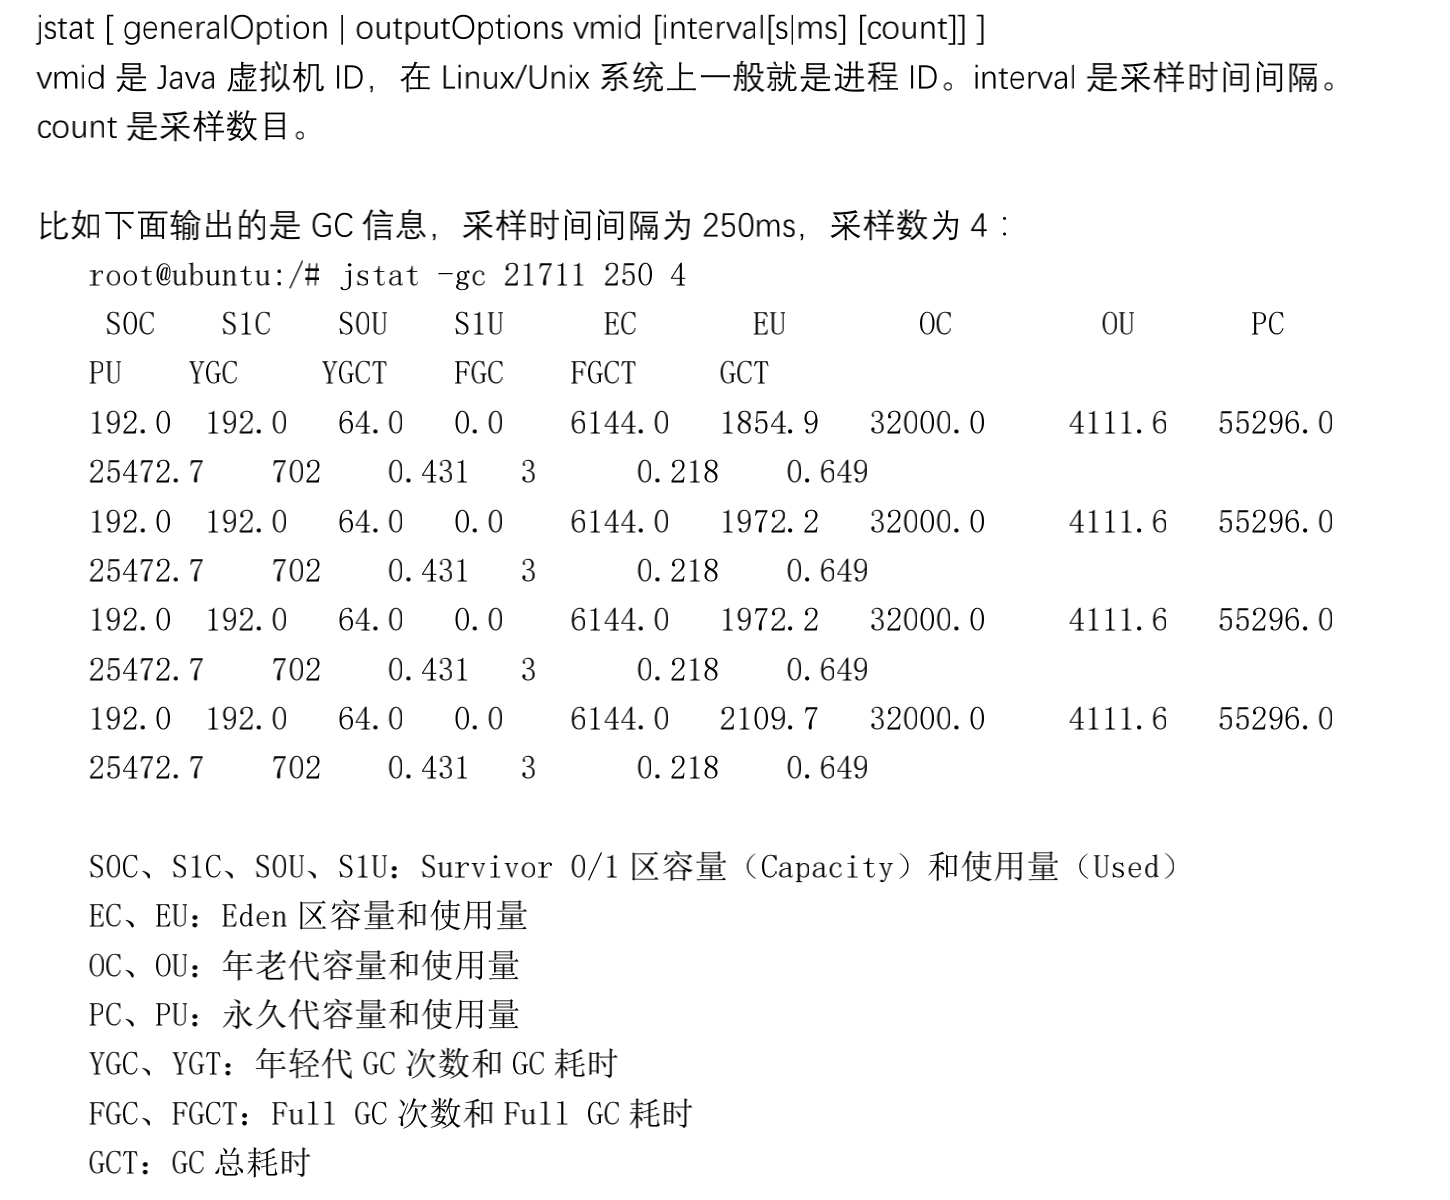 jstat [ generalOption | outputOptions vmid [interval[s|ms] [count]] ]
vmid 是 Java 虚拟机 ID，在 Linux/Unix 系统上一般就是进程 ID。interval 是采样时间间隔。
count 是采样数目。
比如下面输出的是 GC 信息，采样时间间隔为 250ms，采样数为 4：
root@ubuntu:/# jstat -gc 21711 250 4
S0C S1C S0U S1U EC EU OC OU PC
PU YGC YGCT FGC FGCT GCT
192.0 192.0 64.0 0.0 6144.0 1854.9 32000.0 4111.6 55296.0
25472.7 702 0.431 3 0.218 0.649
192.0 192.0 64.0 0.0 6144.0 1972.2 32000.0 4111.6 55296.0
25472.7 702 0.431 3 0.218 0.649
192.0 192.0 64.0 0.0 6144.0 1972.2 32000.0 4111.6 55296.0
25472.7 702 0.431 3 0.218 0.649
192.0 192.0 64.0 0.0 6144.0 2109.7 32000.0 4111.6 55296.0
25472.7 702 0.431 3 0.218 0.649
S0C、S1C、S0U、S1U：Survivor 0/1 区容量（Capacity）和使用量（Used）
EC、EU：Eden 区容量和使用量
OC、OU：年老代容量和使用量
PC、PU：永久代容量和使用量
YGC、YGT：年轻代 GC 次数和 GC 耗时
FGC、FGCT：Full GC 次数和 Full GC 耗时
GCT：GC 总耗时